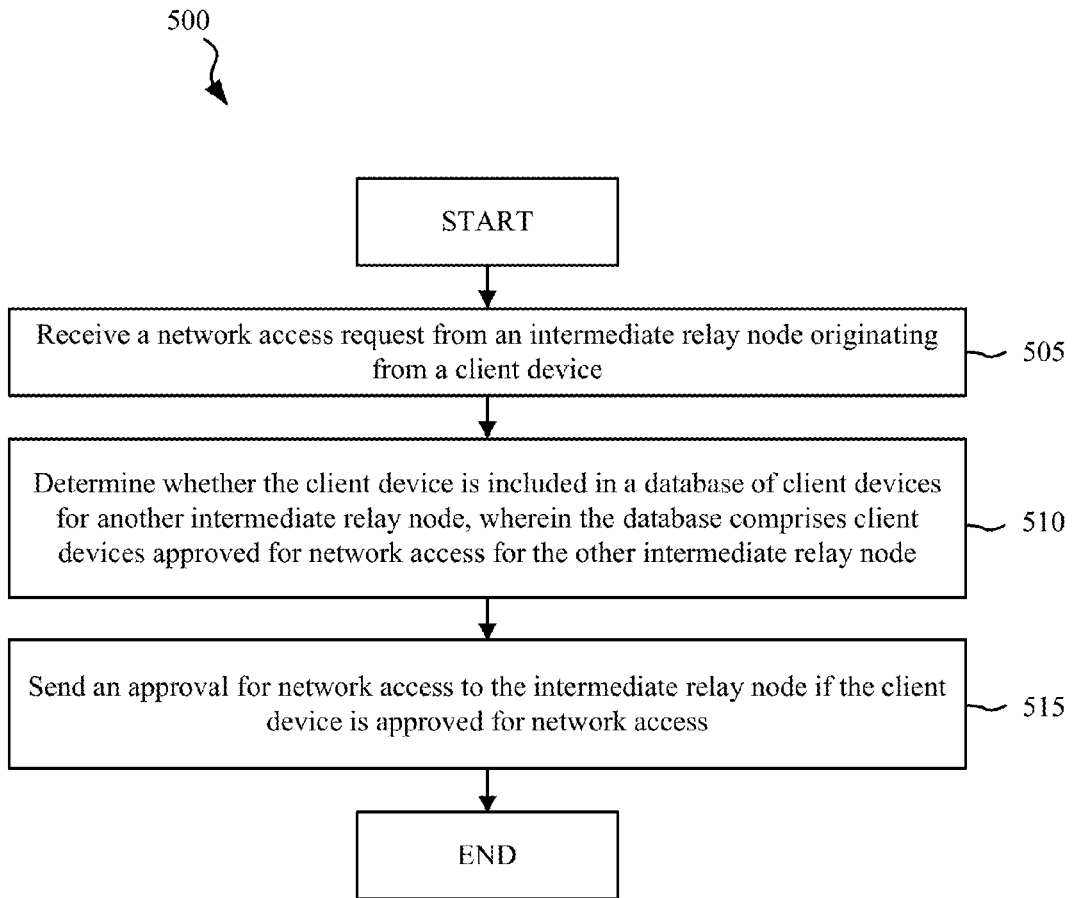 500
START
Receive a network access request from an intermediate relay node originating
from a client device
505
Determine whether the client device is included in a database of client devices
for another intermediate relay node, wherein the database comprises client
devices approved for network access for the other intermediate relay node
510
Send an approval for network access to the intermediate relay node if the client
device is approved for network access
515
END